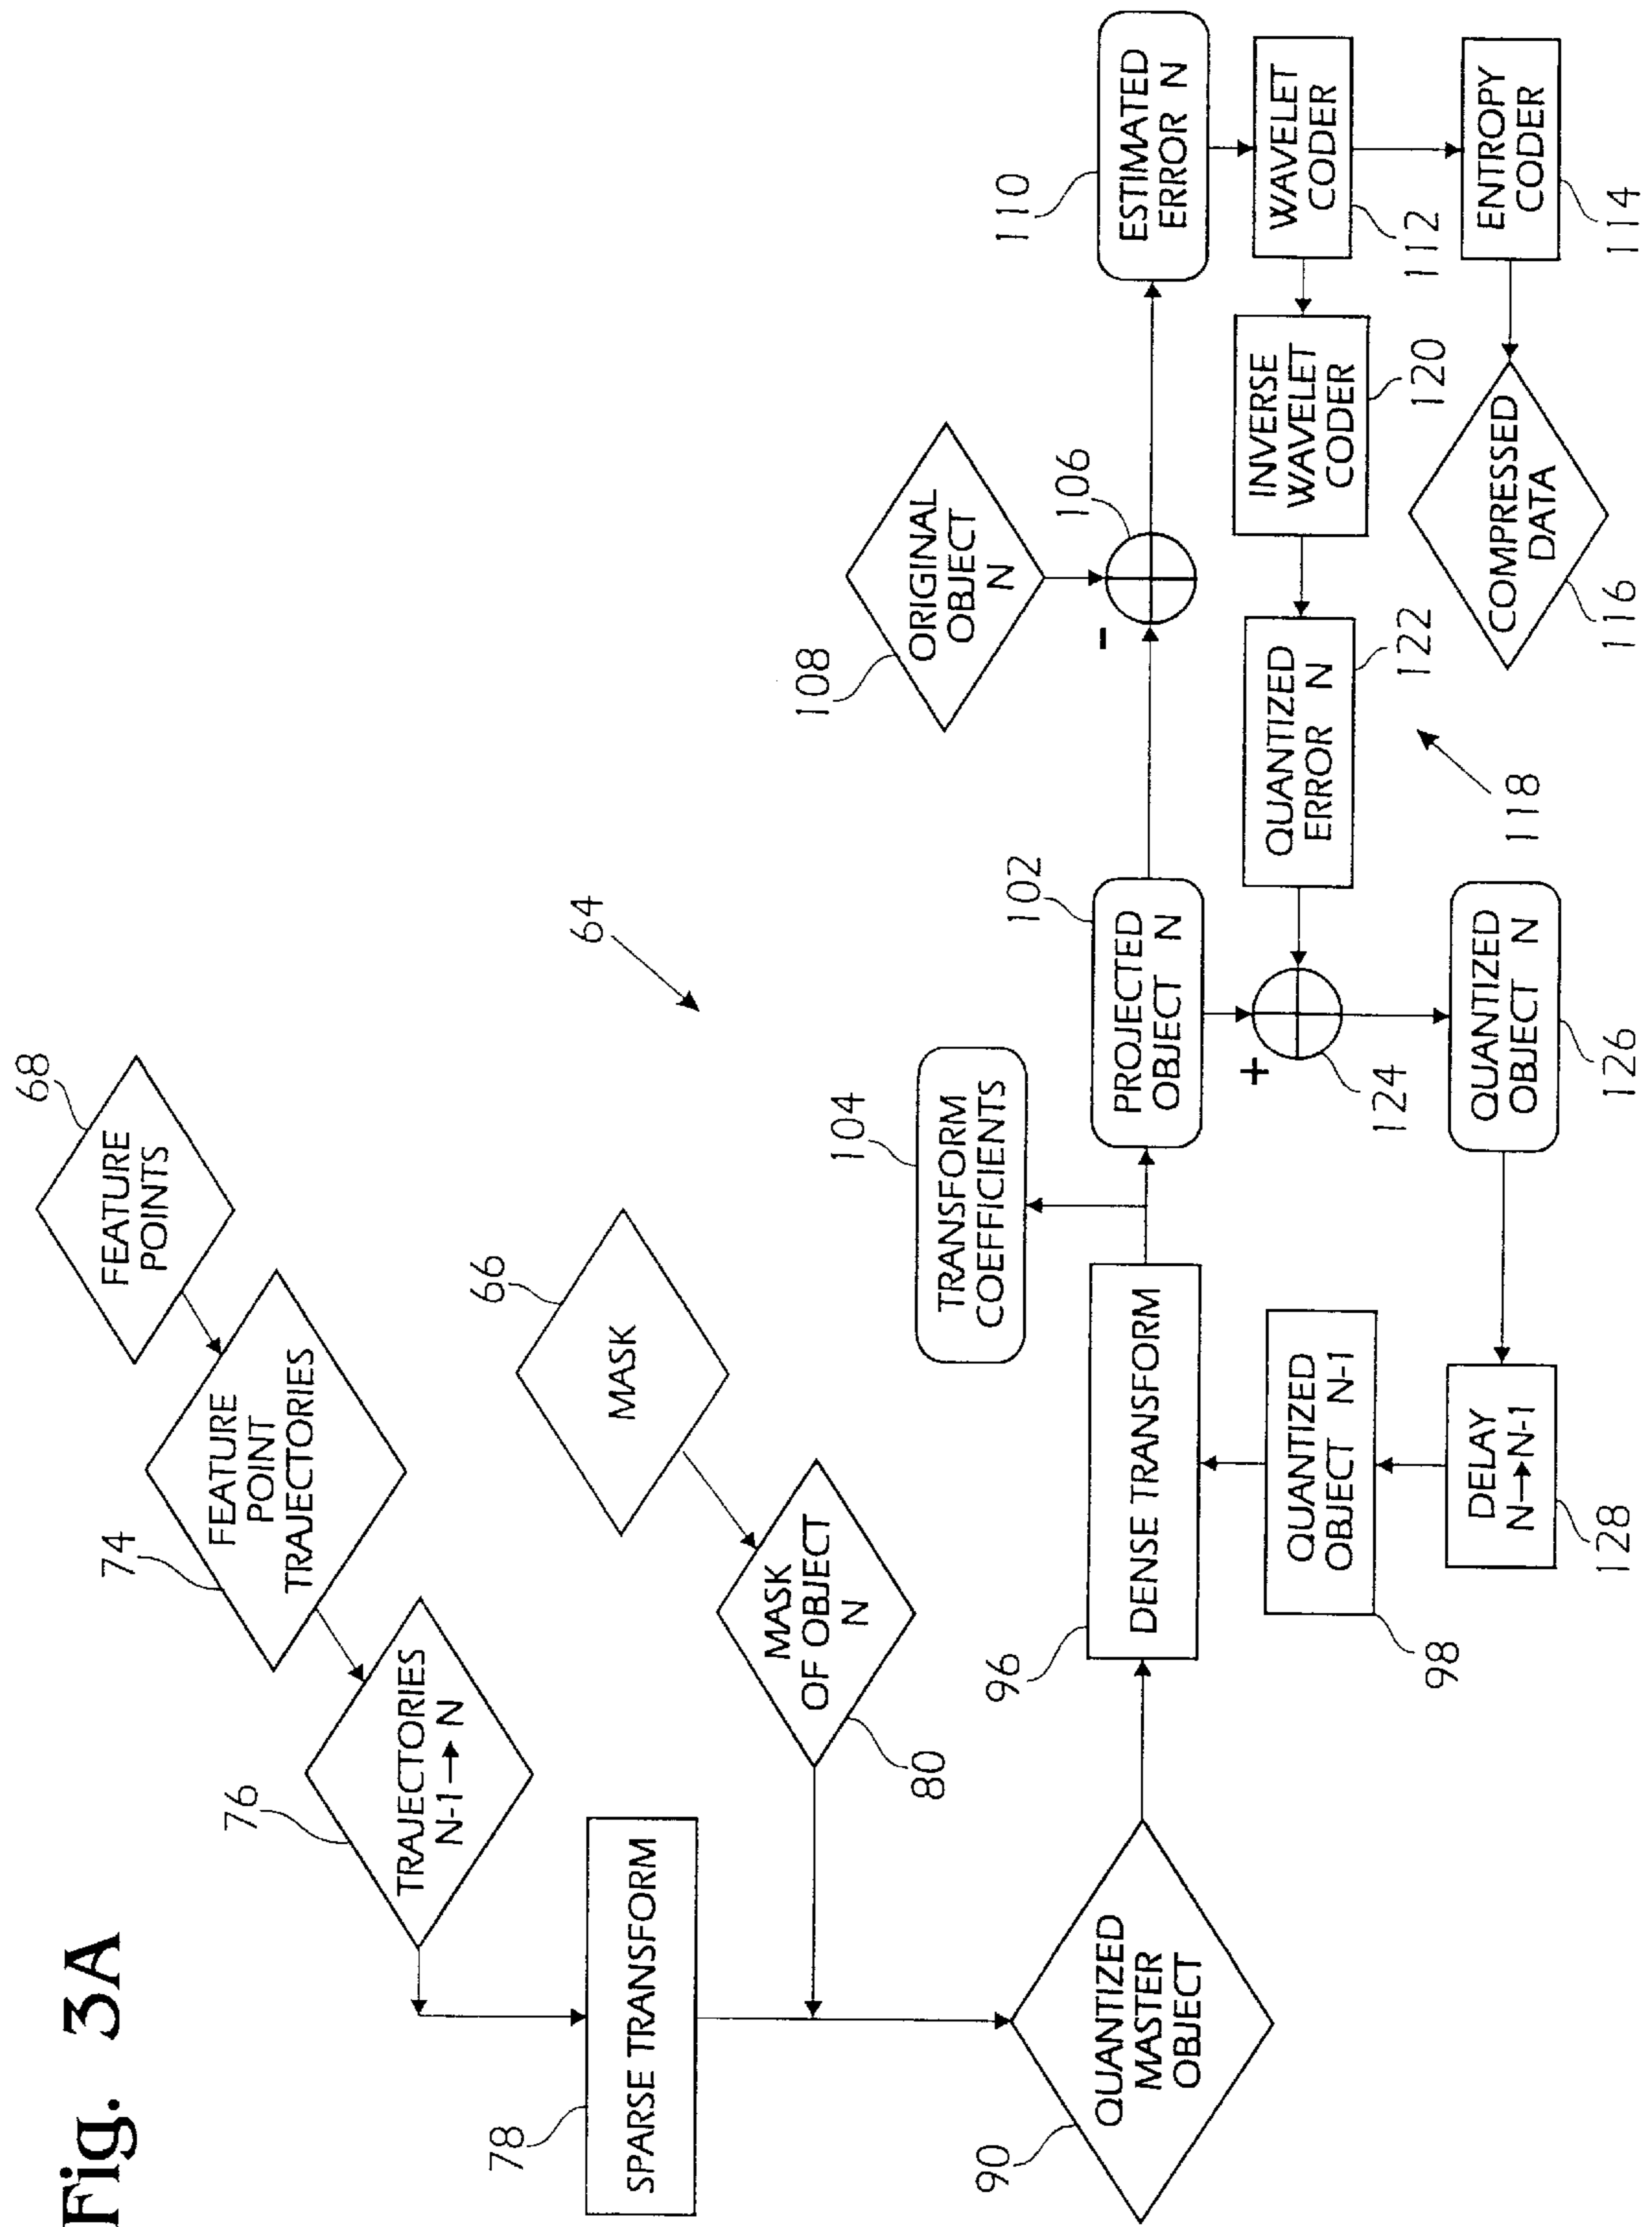 Fig. 3A
68
FEATURE
POINTS
74
FEATURE
POINT
TRAJECTORIES
76
TRAJECTORIES
N-1→N
66
MASK
78
SPARSE TRANSFORM
MASK
OF OBJECT
N
80
64
90
QUANTIZED
MASTER
OBJECT
96
DENSE TRANSFORM
104
TRANSFORM
COEFFICIENTS
102
PROJECTED
OBJECT N
108
ORIGINAL
OBJECT
N
-
106
110
ESTIMATED
ERROR N
98
QUANTIZED
OBJECT N-1
+
124
QUANTIZED
ERROR N
122
INVERSE
WAVELET
CODER
120
WAVELET
CODER
112
128
DELAY
N→N-1
QUANTIZED
OBJECT N
126
118
COMPRESSED
DATA
116
ENTROPY
CODER
114